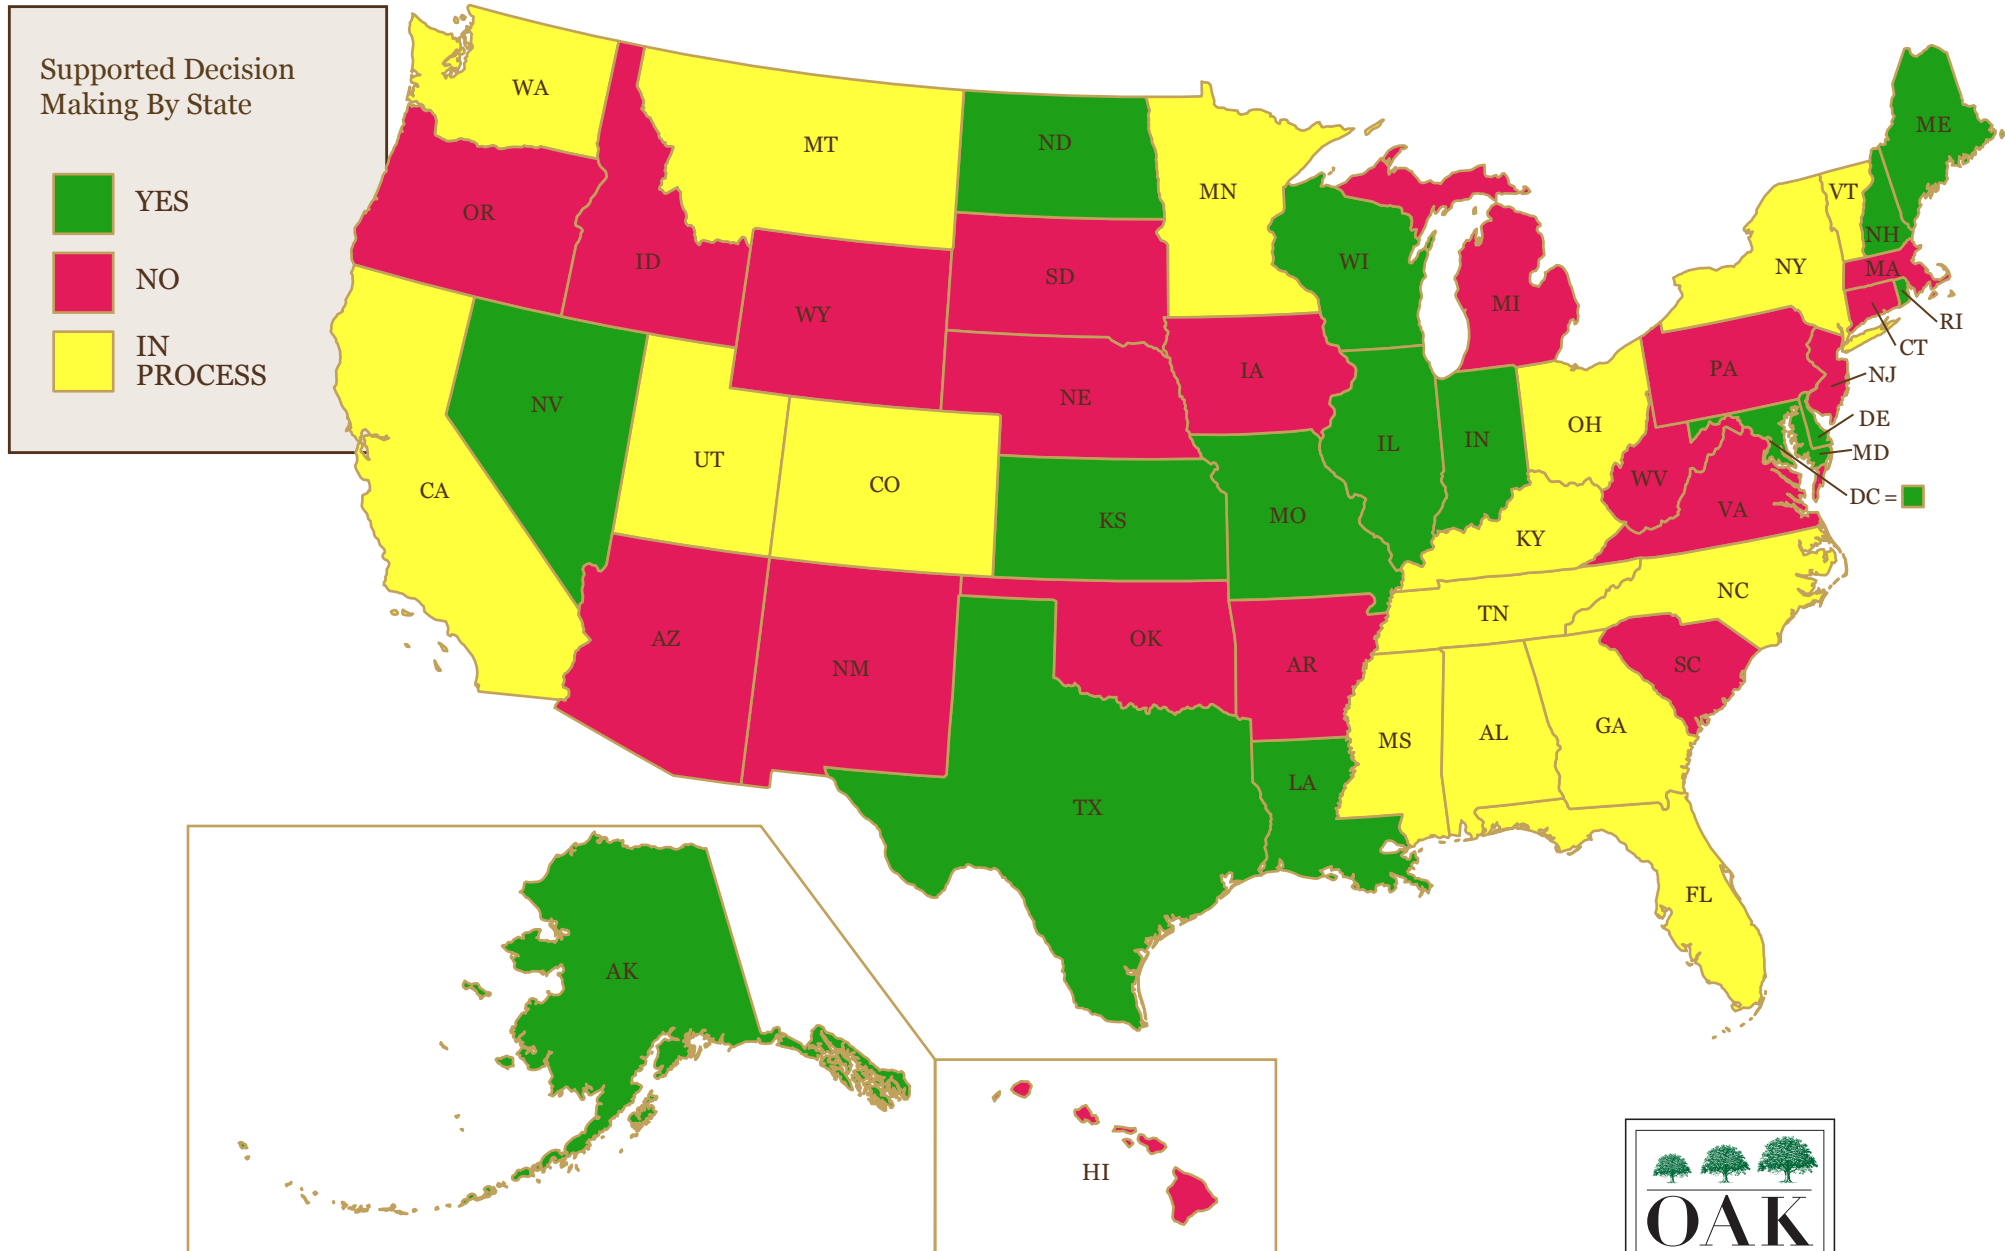 Supported Decision
Making By State
YES
NO
IN
PROCESS
WA
MT
ND
MN
ME
VT
NH
OR
ID
SD
WI
NY
MA
MI
WY
RI
CT
IA
PA
NJ
NE
NV
DE
OH
IL
IN
MD
UT
CO
WV
CA
DC =
KS
MO
VA
KY
NC
TN
AZ
OK
NM
AR
SC
GA
AL
MS
LA
TX
FL
AK
HI
OAK